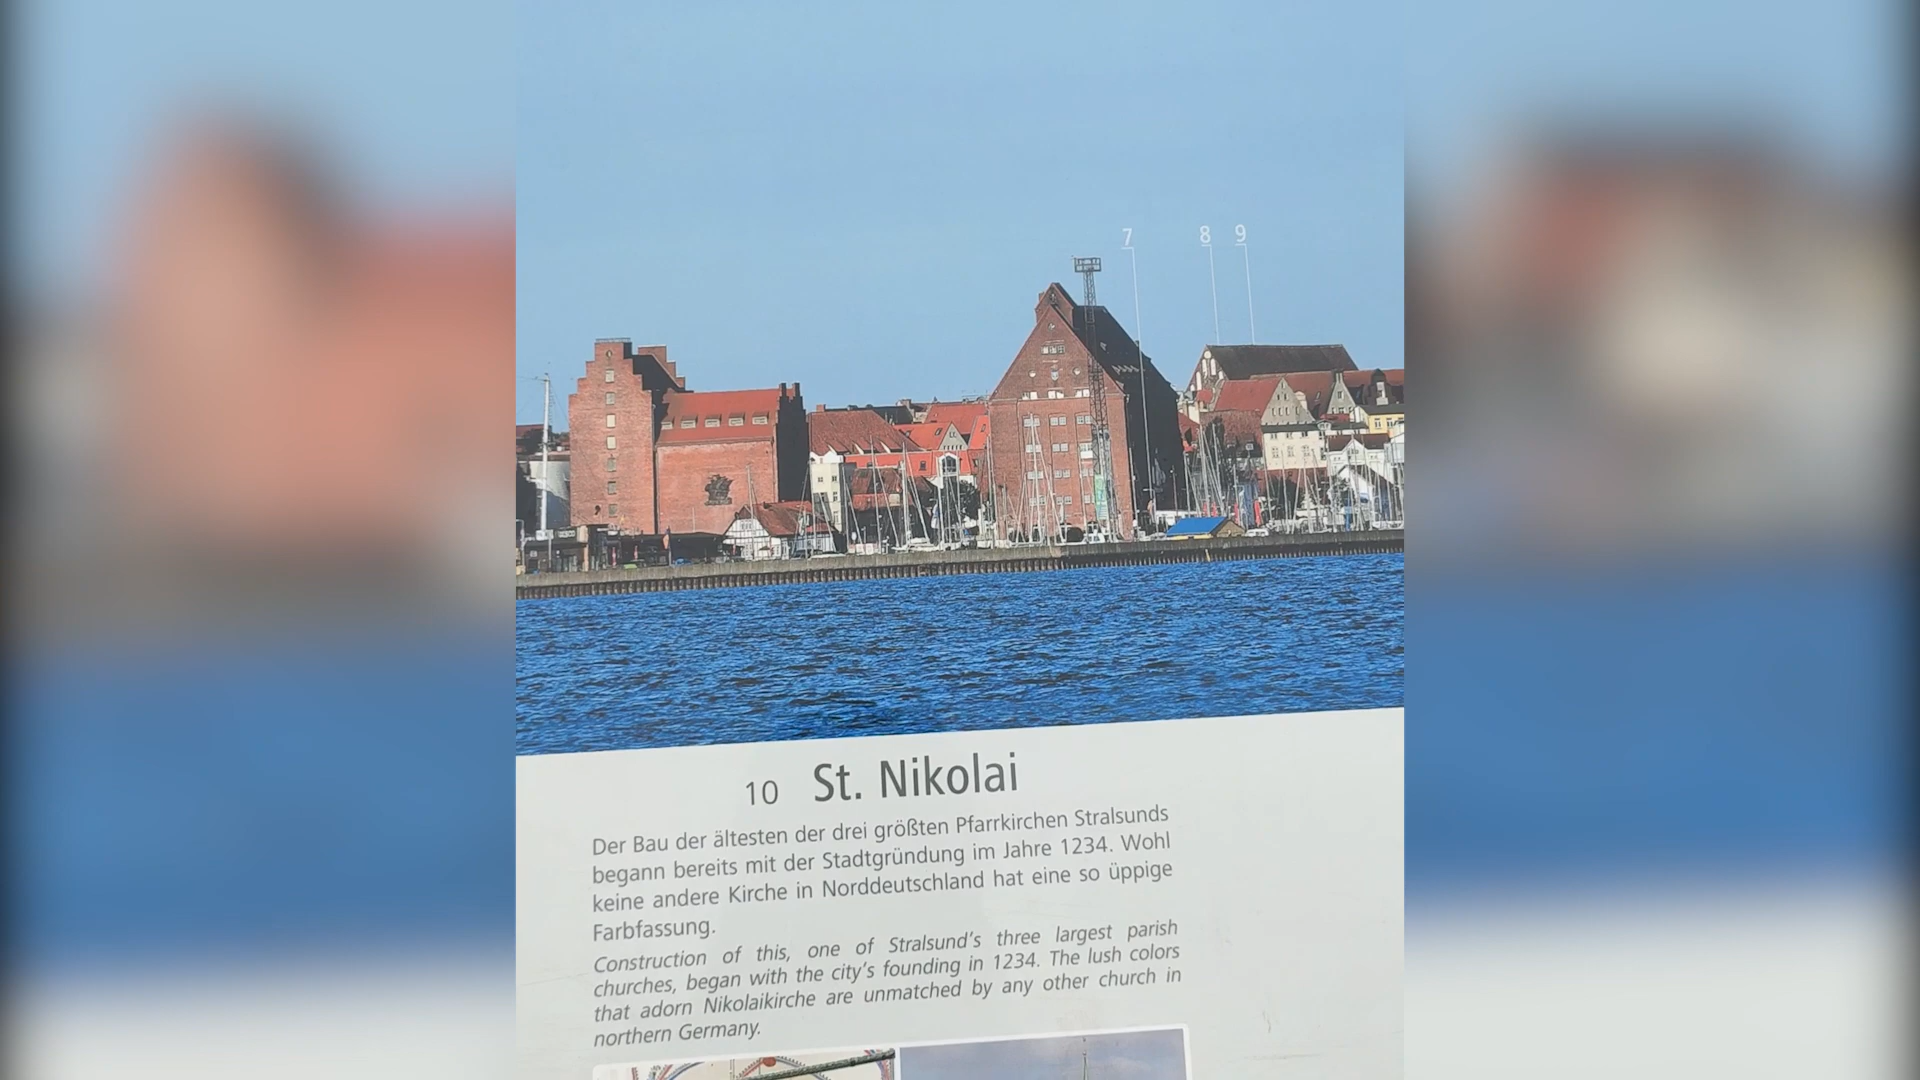 7 8 9
10 St. Nikolai
Der Bau der ältesten der drei größten Pfarrkirchen Stralsunds
begann bereits mit der Stadtgründung im Jahre 1234. Wohl
keine andere Kirche in Norddeutschland hat eine so üppige
Farbfassung.
Construction of this, one of Stralsund's three largest parish
churches, began with the city's founding in 1234. The lush colors
that adorn Nikolaikirche are unmatched by any other church in
northern Germany.